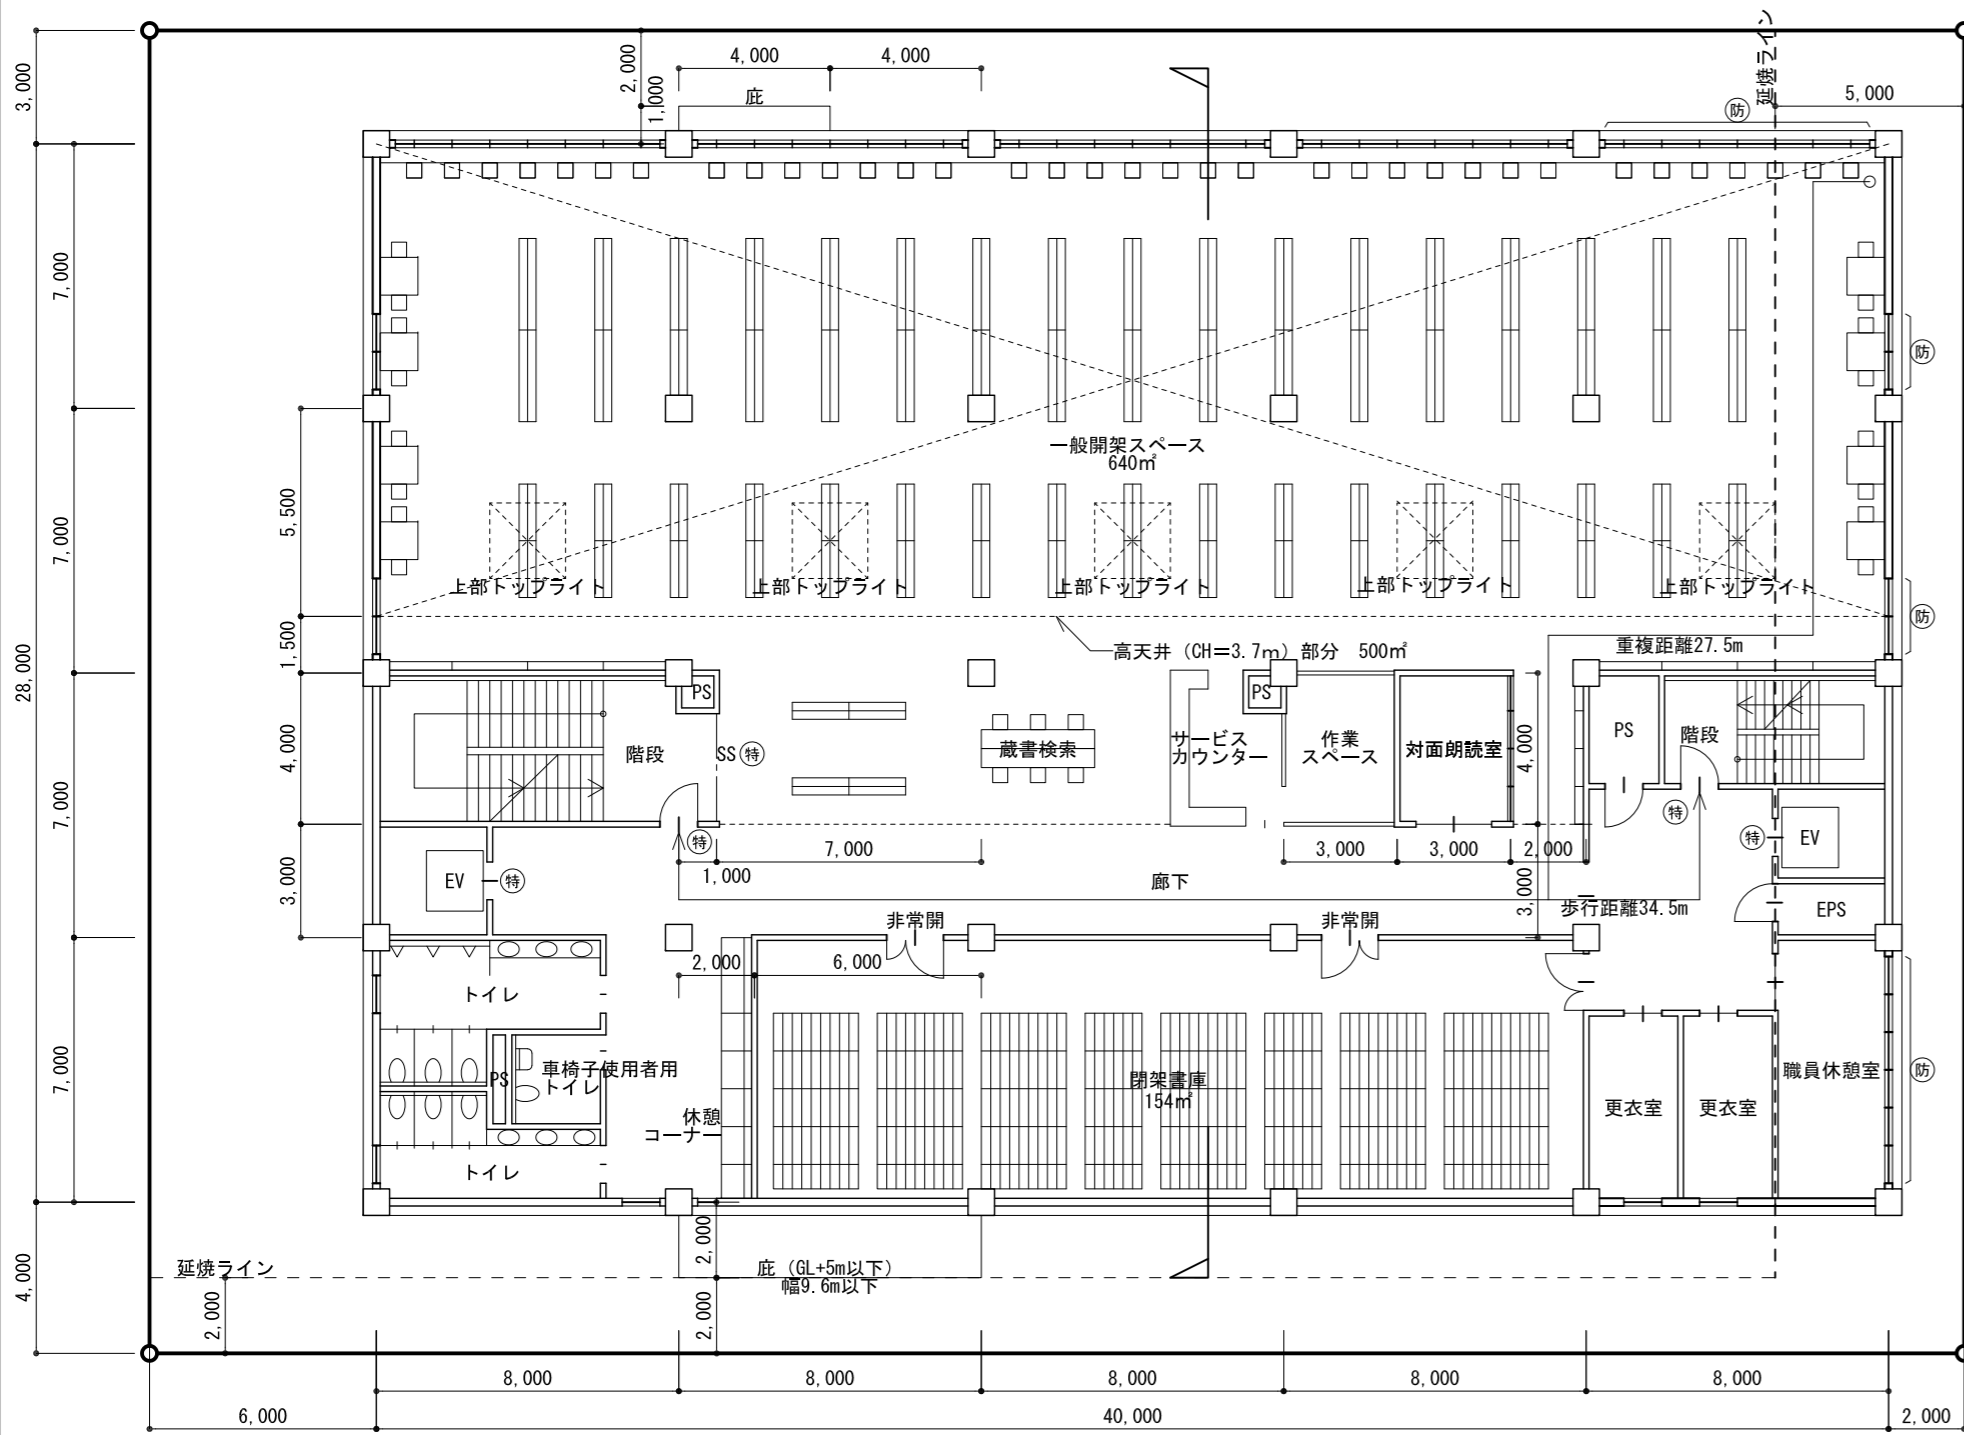 延焼ライン
3,000
2,000
4,000
4,000
5,000
1,000
庇
防
7,000
防
一般開架スペース
640㎡
5,500
7,000
上部トップライト
上部トップライト
上部トップライト
上部トップライト
上部トップライト
防
1,500
高天井（CH＝3.7m）部分 500㎡
重複距離27.5m
28,000
PS
PS
4,000
7,000
階段
SS
特
蔵書検索
サービス
カウンター
作業
スペース
対面朗読室
4,000
PS
階段
特
特
EV
特
7,000
1,000
3,000
3,000
2,000
3,000
EV
特
廊下
3,000
歩行距離34.5m
EPS
非常開
非常開
2,000
6,000
トイレ
7,000
PS
車椅子使用者用
トイレ
閉架書庫
154㎡
職員休憩室
防
休憩
コーナー
更衣室
更衣室
トイレ
4,000
延焼ライン
2,000
庇（GL+5m以下）
幅9.6m以下
2,000
2,000
8,000
8,000
8,000
8,000
8,000
6,000
40,000
2,000